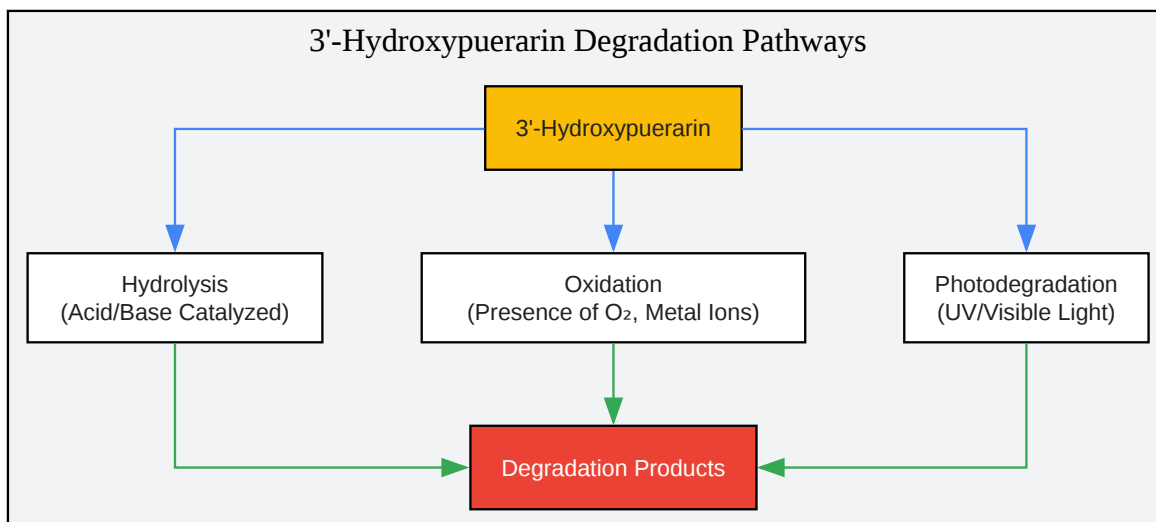 3'-Hydroxypuerarin Degradation Pathways
3'-Hydroxypuerarin
Hydrolysis
(Acid/Base Catalyzed)
Oxidation
(Presence of O₂, Metal Ions)
Photodegradation
(UV/Visible Light)
Degradation Products